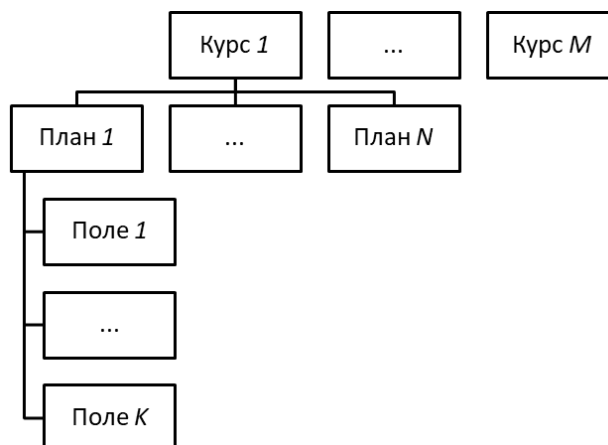 Курс 1
...
Курс M
План 1
...
План N
Поле 1
...
Поле K